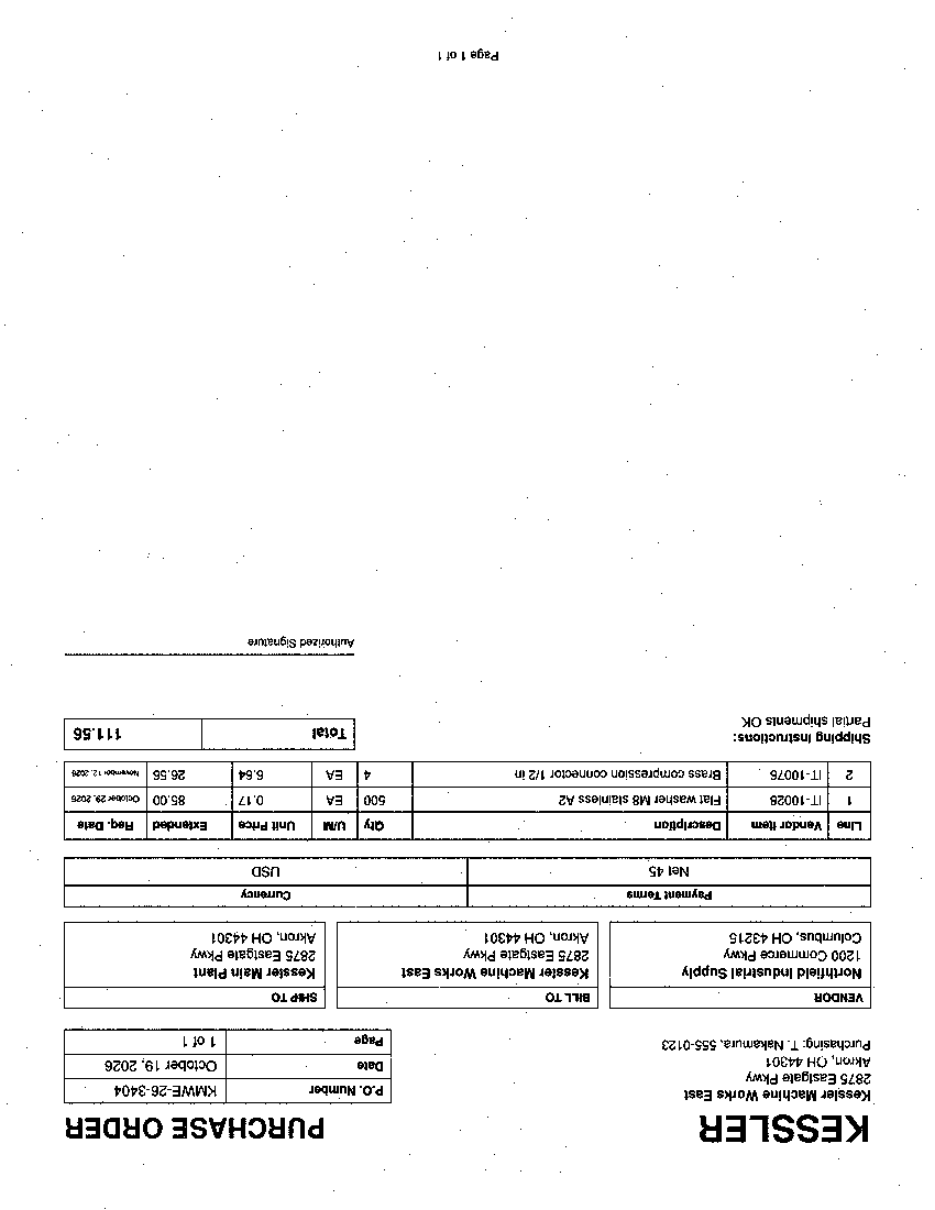 KESSLER
PURCHASE ORDER
Kessler Machine Works East
2875 Eastgate Pkwy
Akron, OH 44301
Purchasing: T. Nakamura, 555-0123
P.O. Number KMWE-26-3404
Date October 19, 2026
Page 1 of 1
VENDOR
Northfield Industrial Supply
1200 Commerce Pkwy
Columbus, OH 43215
BILL TO
Kessler Machine Works East
2875 Eastgate Pkwy
Akron, OH 44301
SHIP TO
Kessler Main Plant
2875 Eastgate Pkwy
Akron, OH 44301
Payment Terms Currency
Net 45 USD
Line Vendor Item Description Qty U/M Unit Price Extended Req. Date
1 IT-10028 Flat washer M8 stainless A2 500 EA 0.17 85.00 October 29, 2026
2 IT-10076 Brass compression connector 1/2 in 4 EA 6.64 26.56 November 12, 2026
Shipping Instructions:
Partial shipments OK
Total 111.56
Authorized Signature
Page 1 of 1